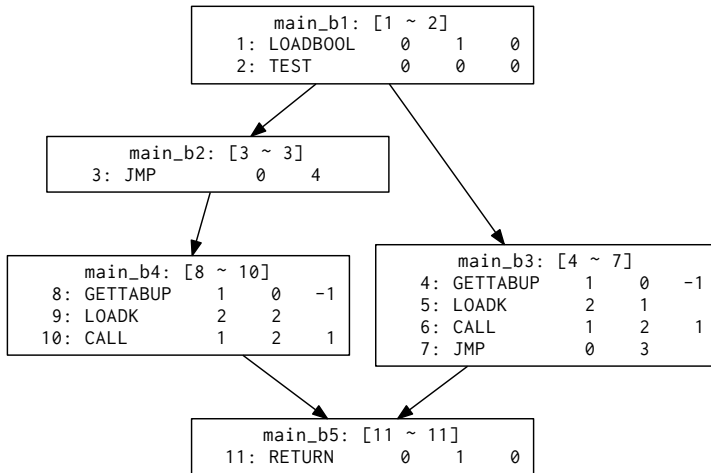 main_b1: [1 ~ 2]
1: LOADBOOL 0 1 0
2: TEST 0 0 0
main_b2: [3 ~ 3]
3: JMP 0 4
main_b4: [8 ~ 10]
8: GETTABUP 1 0 -1
9: LOADK 2 2
10: CALL 1 2 1
main_b3: [4 ~ 7]
4: GETTABUP 1 0 -1
5: LOADK 2 1
6: CALL 1 2 1
7: JMP 0 3
main_b5: [11 ~ 11]
11: RETURN 0 1 0